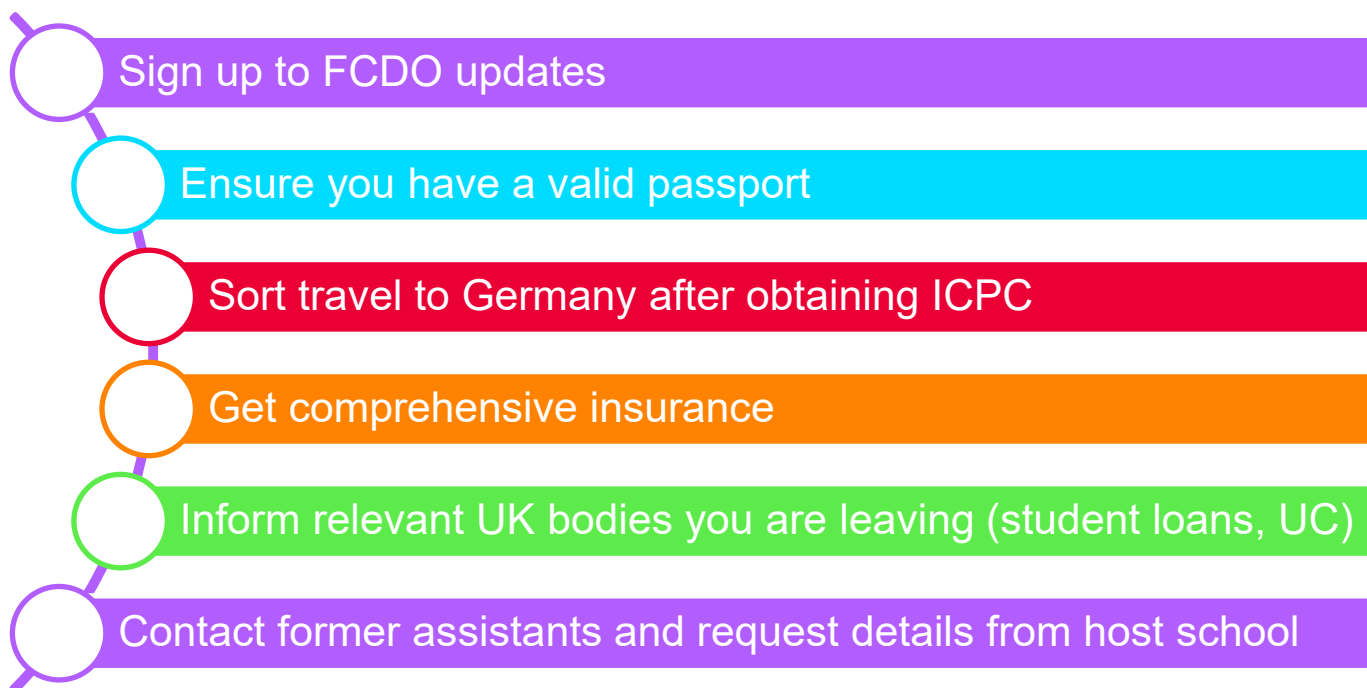 Sign up to FCDO updates
Ensure you have a valid passport
Sort travel to Germany after obtaining ICPC
Get comprehensive insurance
Inform relevant UK bodies you are leaving (student loans, UC)
Contact former assistants and request details from host school